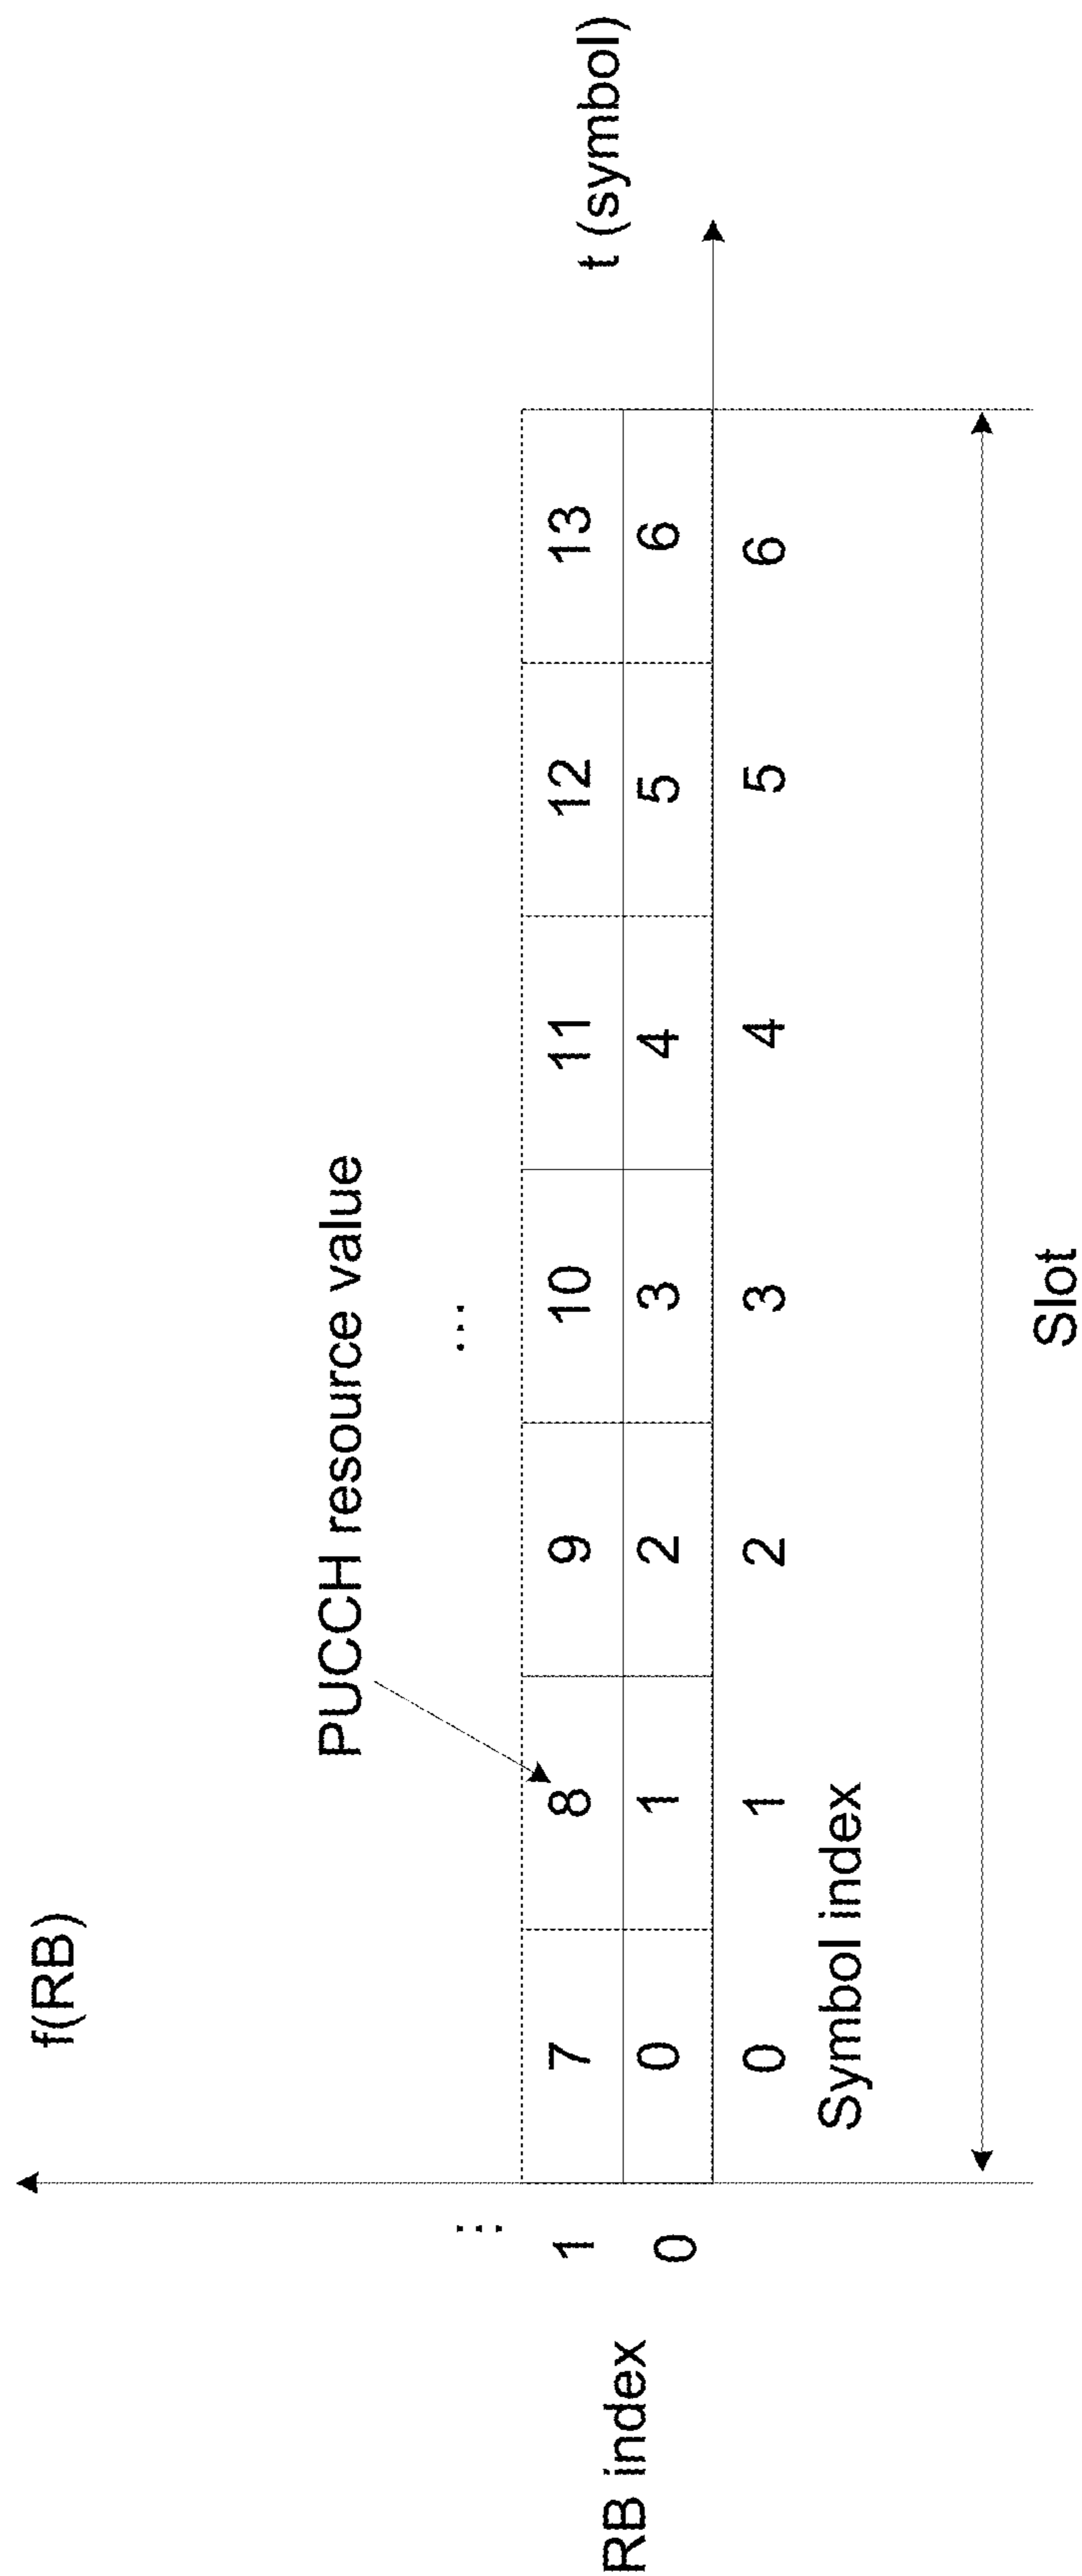 f(RB)
PUCCH resource value
...
⋮
1 7 8 9 10 11 12 13
t (symbol)
RB index
0 0 1 2 3 4 5 6
0 1 2 3 4 5 6
Symbol index
Slot